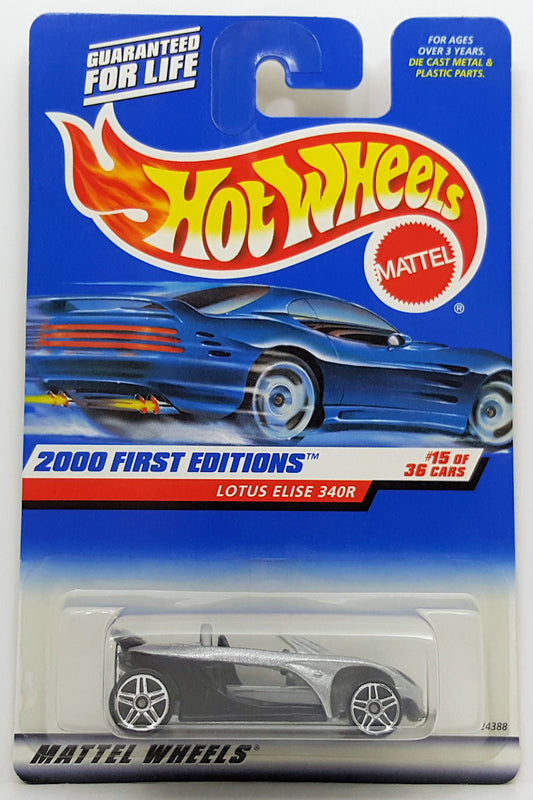 GUARANTEED
FOR LIFE
FOR AGES
OVER 3 YEARS.
DIE CAST METAL &
PLASTIC PARTS.
HOT WHEELS
MATTEL
®
2000 FIRST EDITIONS™
#15 OF
36 CARS
LOTUS ELISE 340R
24388
MATTEL WHEELS®